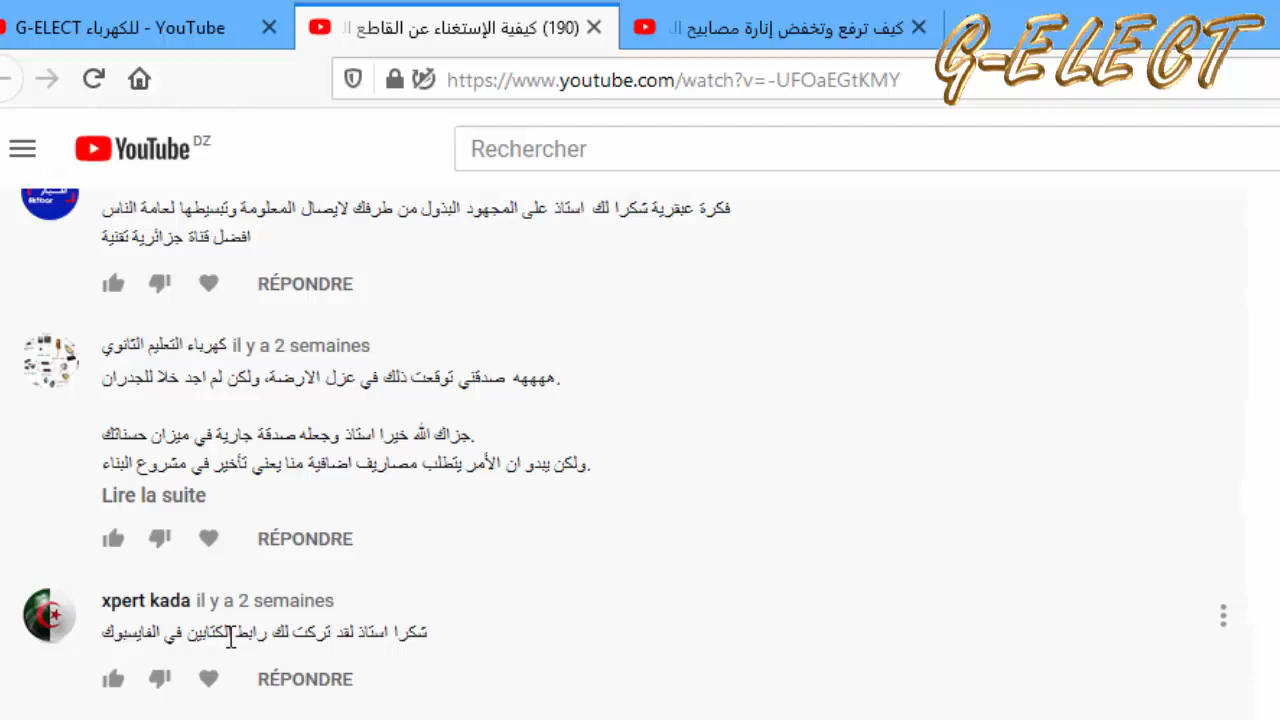 G-ELECT للكهرباء - YouTube
(190) كيفية الإستغناء عن القاطع ال
كيف ترفع وتخفض إنارة مصابيح ال
G-ELECT
https://www.youtube.com/watch?v=-UFOaEGtKMY
YouTube DZ
Rechercher
فكرة عبقرية شكرا لك استاذ على المجهود البذول من طرفك لايصال المعلومة وتبسيطها لعامة الناس
افضل قناة جزائرية تقنية
RÉPONDRE
كهرباء التعليم الثانوي il y a 2 semaines
ههههه صدقتي توقعت ذلك في عزل الارضة، ولكن لم اجد خلا للجدران.
جزاك الله خيرا استاذ وجعله صدقة جارية في ميزان حسناتك.
ولكن يبدو ان الأمر يتطلب مصاريف اضافية منا يعني تأخير في مشروع البناء.
Lire la suite
RÉPONDRE
xpert kada il y a 2 semaines
شكرا استاذ لقد تركت لك رابط الكتابين في الفايسبوك
RÉPONDRE